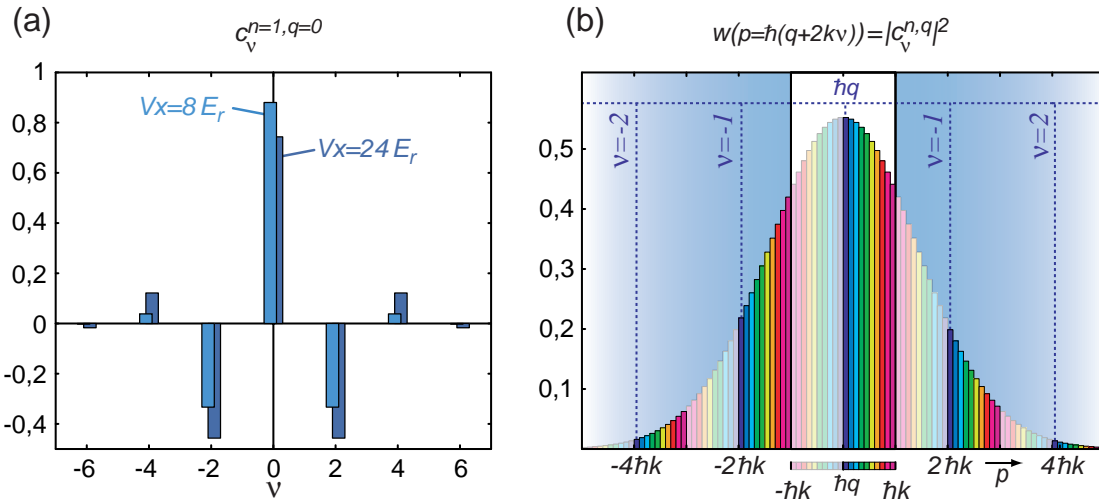 (a)
c_ν^{n=1,q=0}
1
0,8
0,6
0,4
0,2
0
-0,2
-0,4
Vx=8 E_r
Vx=24 E_r
-6
-4
-2
0
2
4
6
ν
(b)
w(p=ħ(q+2kν))=|c_ν^{n,q}|²
0,5
0,4
0,3
0,2
0,1
ν=-2
ν=-1
ħq
ν=-1
ν=2
-4ħk
-2ħk
-ħk
ħq
ħk
2ħk
p
4ħk